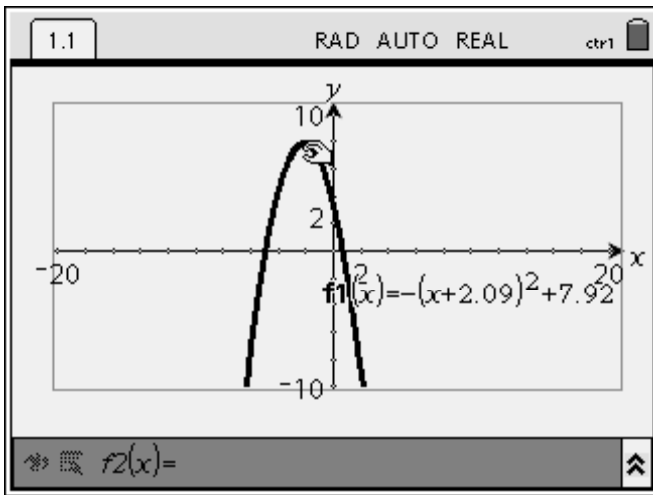 1.1 RAD AUTO REAL ctrl
y
10
2
-20 2 20 x
f1(x)=-(x+2.09)²+7.92
-10
f2(x)=